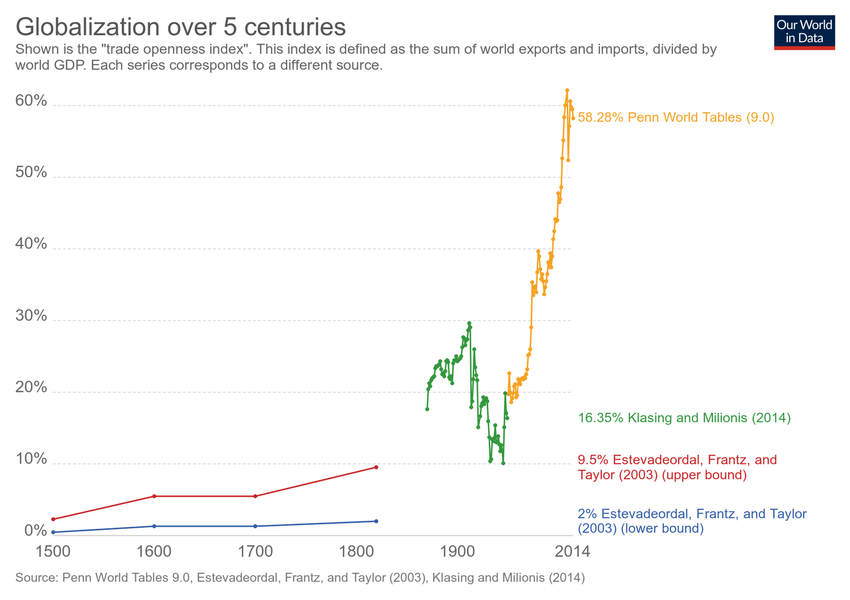 Globalization over 5 centuries
Our World
in Data
Shown is the "trade openness index". This index is defined as the sum of world exports and imports, divided by
world GDP. Each series corresponds to a different source.
60%
58.28% Penn World Tables (9.0)
50%
40%
30%
20%
16.35% Klasing and Milionis (2014)
10%
9.5% Estevadeordal, Frantz, and
Taylor (2003) (upper bound)
2% Estevadeordal, Frantz, and Taylor
(2003) (lower bound)
0%
1500 1600 1700 1800 1900 2014
Source: Penn World Tables 9.0, Estevadeordal, Frantz, and Taylor (2003), Klasing and Milionis (2014)